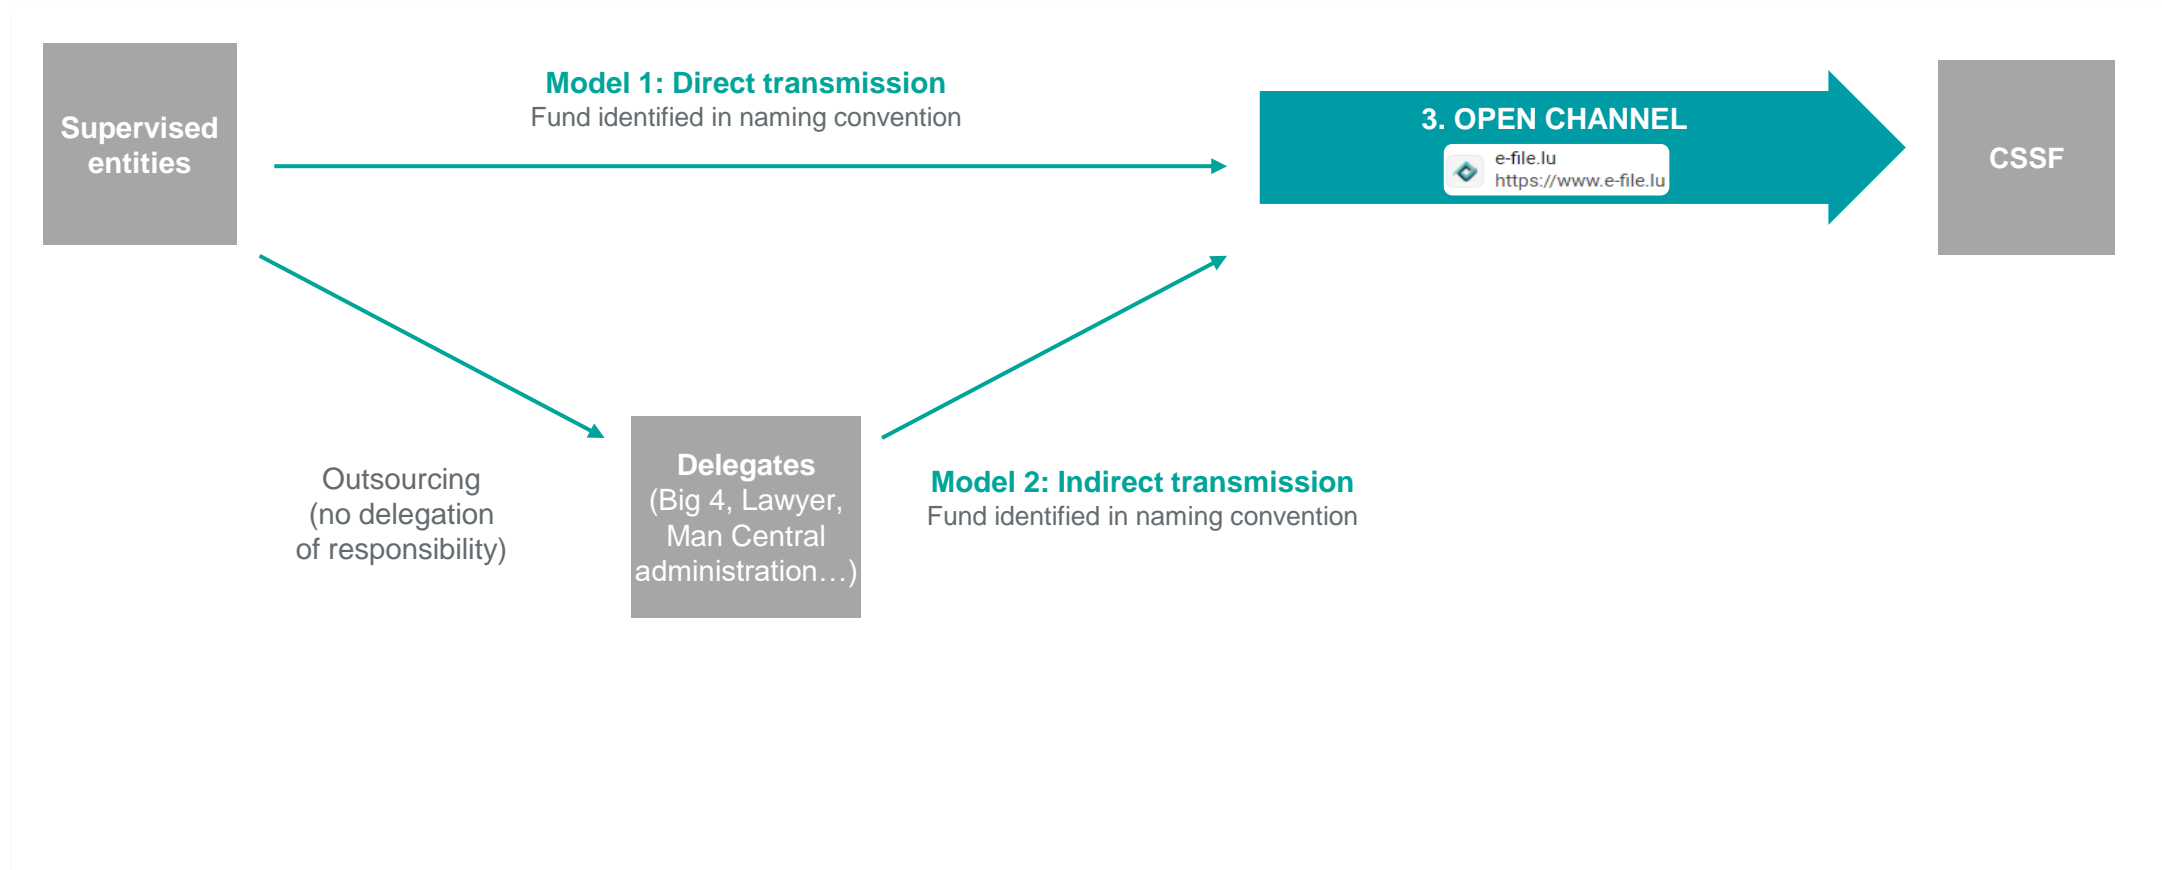 Supervised
entities
Model 1: Direct transmission
Fund identified in naming convention
3. OPEN CHANNEL
e-file.lu
https://www.e-file.lu
CSSF
Outsourcing
(no delegation
of responsibility)
Delegates
(Big 4, Lawyer,
Man Central
administration…)
Model 2: Indirect transmission
Fund identified in naming convention